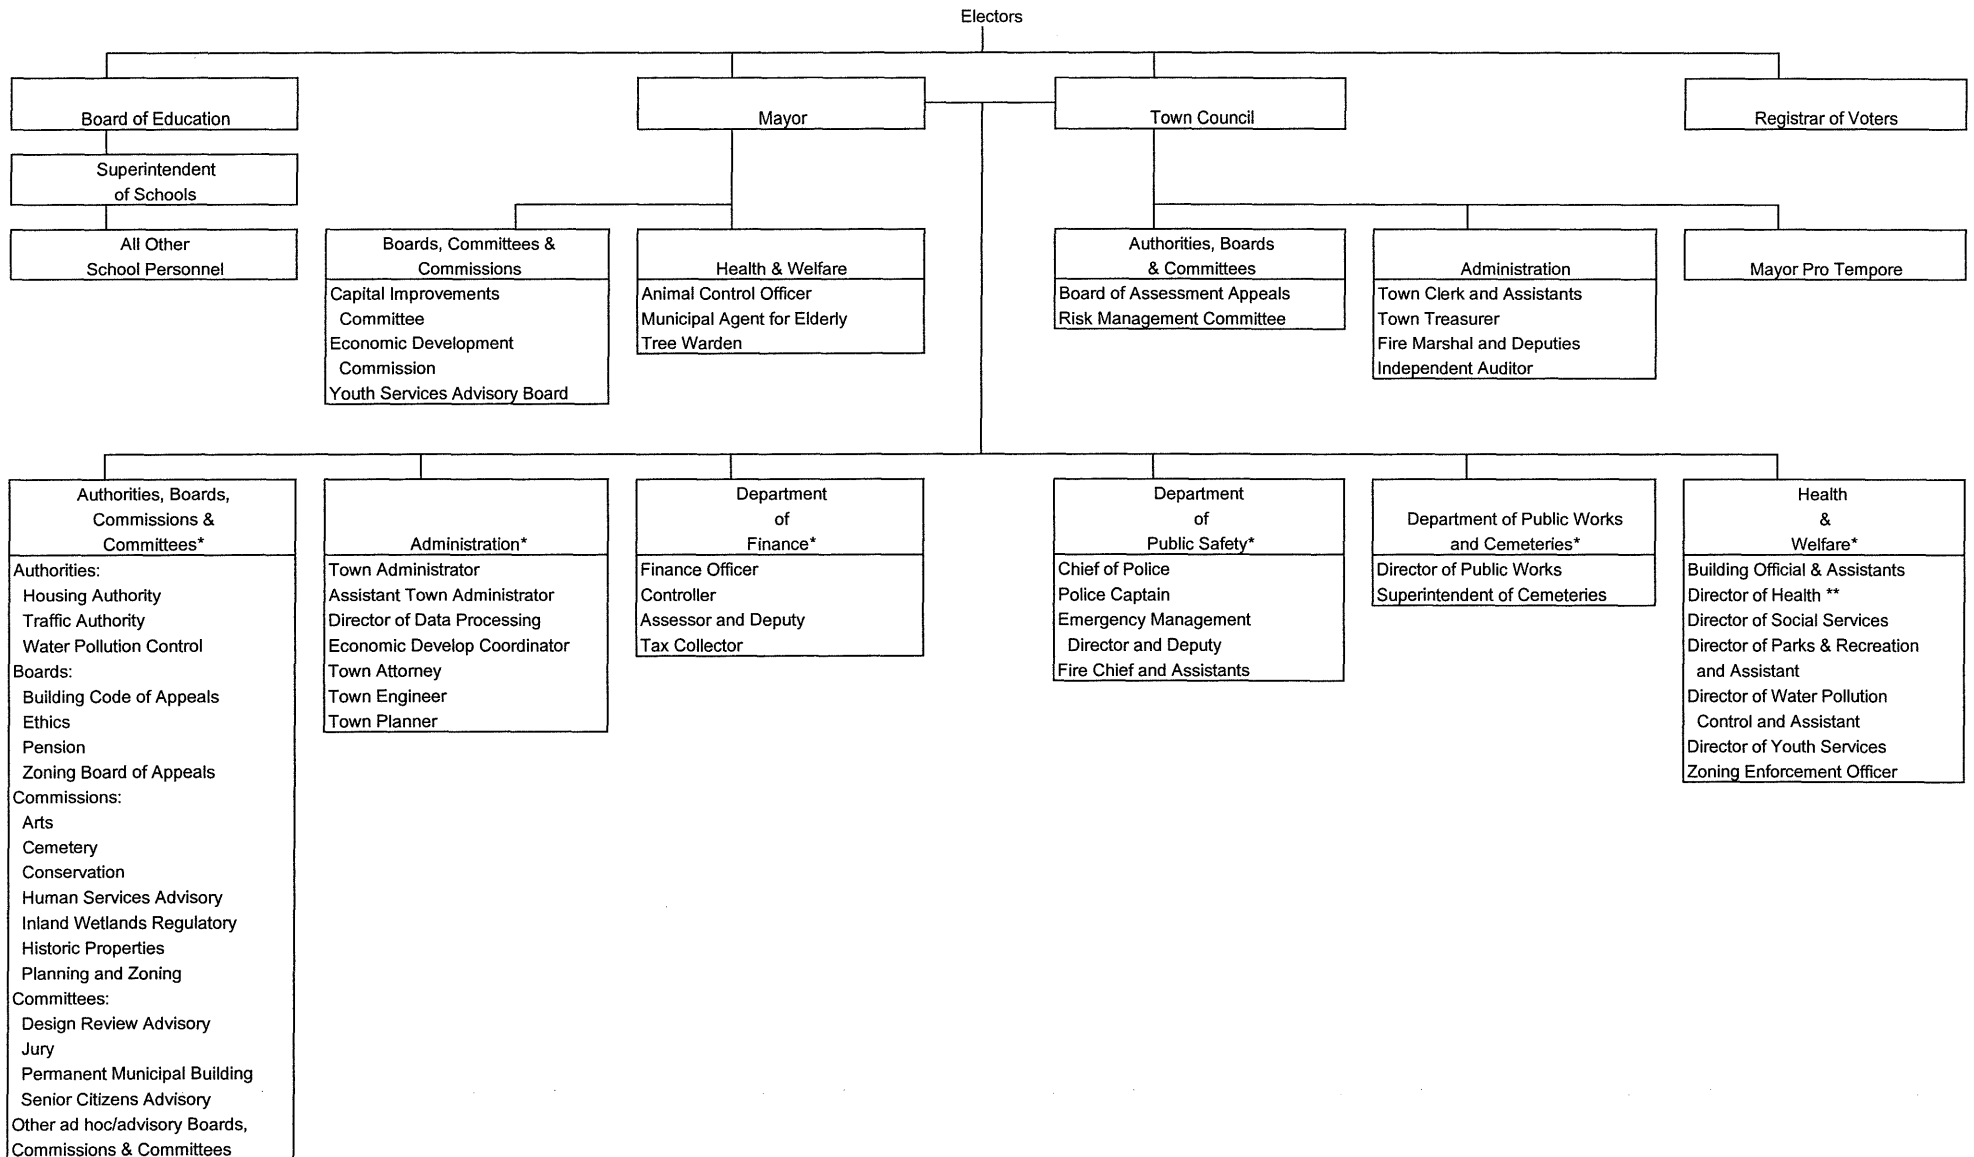 Electors
Board of Education
Mayor
Town Council
Registrar of Voters
Superintendent
of Schools
All Other
School Personnel
Boards, Committees &
Commissions
Capital Improvements
Committee
Economic Development
Commission
Youth Services Advisory Board
Health & Welfare
Animal Control Officer
Municipal Agent for Elderly
Tree Warden
Authorities, Boards
& Committees
Board of Assessment Appeals
Risk Management Committee
Administration
Town Clerk and Assistants
Town Treasurer
Fire Marshal and Deputies
Independent Auditor
Mayor Pro Tempore
Authorities, Boards,
Commissions &
Committees*
Authorities:
Housing Authority
Traffic Authority
Water Pollution Control
Boards:
Building Code of Appeals
Ethics
Pension
Zoning Board of Appeals
Commissions:
Arts
Cemetery
Conservation
Human Services Advisory
Inland Wetlands Regulatory
Historic Properties
Planning and Zoning
Committees:
Design Review Advisory
Jury
Permanent Municipal Building
Senior Citizens Advisory
Other ad hoc/advisory Boards,
Commissions & Committees
Administration*
Town Administrator
Assistant Town Administrator
Director of Data Processing
Economic Develop Coordinator
Town Attorney
Town Engineer
Town Planner
Department
of
Finance*
Finance Officer
Controller
Assessor and Deputy
Tax Collector
Department
of
Public Safety*
Chief of Police
Police Captain
Emergency Management
Director and Deputy
Fire Chief and Assistants
Department of Public Works
and Cemeteries*
Director of Public Works
Superintendent of Cemeteries
Health
&
Welfare*
Building Official & Assistants
Director of Health **
Director of Social Services
Director of Parks & Recreation
and Assistant
Director of Water Pollution
Control and Assistant
Director of Youth Services
Zoning Enforcement Officer